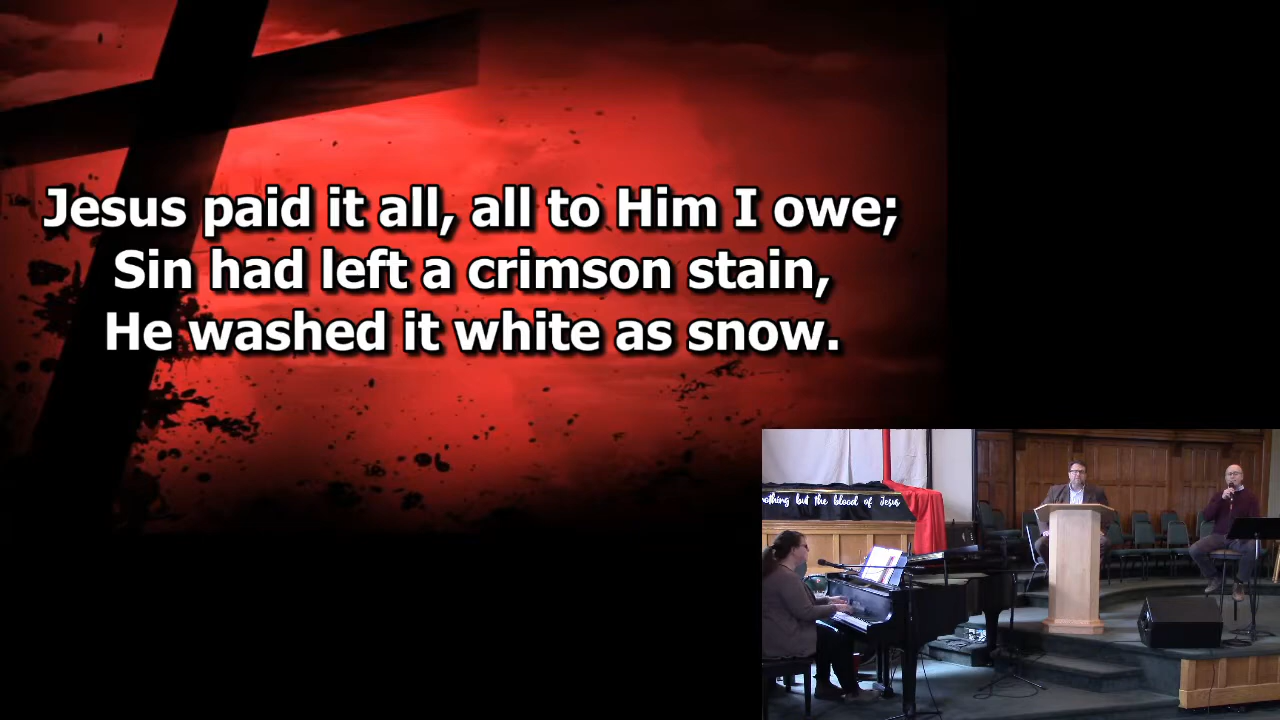 Jesus paid it all, all to Him I owe;
Sin had left a crimson stain,
He washed it white as snow.
nothing but the blood of Jesus